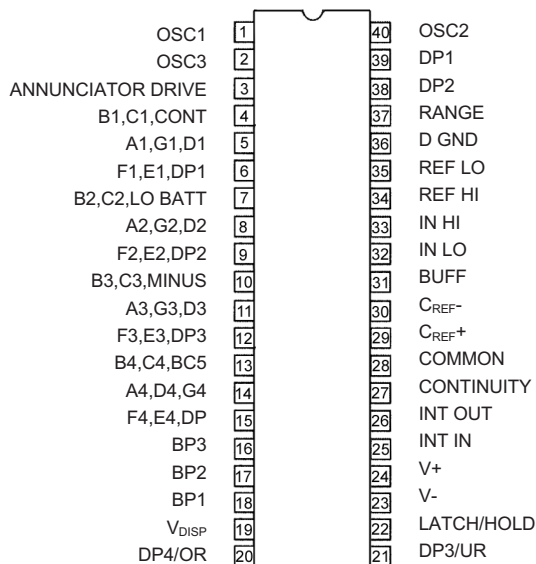 OSC1 1 40 OSC2
OSC3 2 39 DP1
ANNUNCIATOR DRIVE 3 38 DP2
B1,C1,CONT 4 37 RANGE
A1,G1,D1 5 36 D GND
F1,E1,DP1 6 35 REF LO
B2,C2,LO BATT 7 34 REF HI
A2,G2,D2 8 33 IN HI
F2,E2,DP2 9 32 IN LO
B3,C3,MINUS 10 31 BUFF
A3,G3,D3 11 30 CREF-
F3,E3,DP3 12 29 CREF+
B4,C4,BC5 13 28 COMMON
A4,D4,G4 14 27 CONTINUITY
F4,E4,DP 15 26 INT OUT
BP3 16 25 INT IN
BP2 17 24 V+
BP1 18 23 V-
VDISP 19 22 LATCH/HOLD
DP4/OR 20 21 DP3/UR